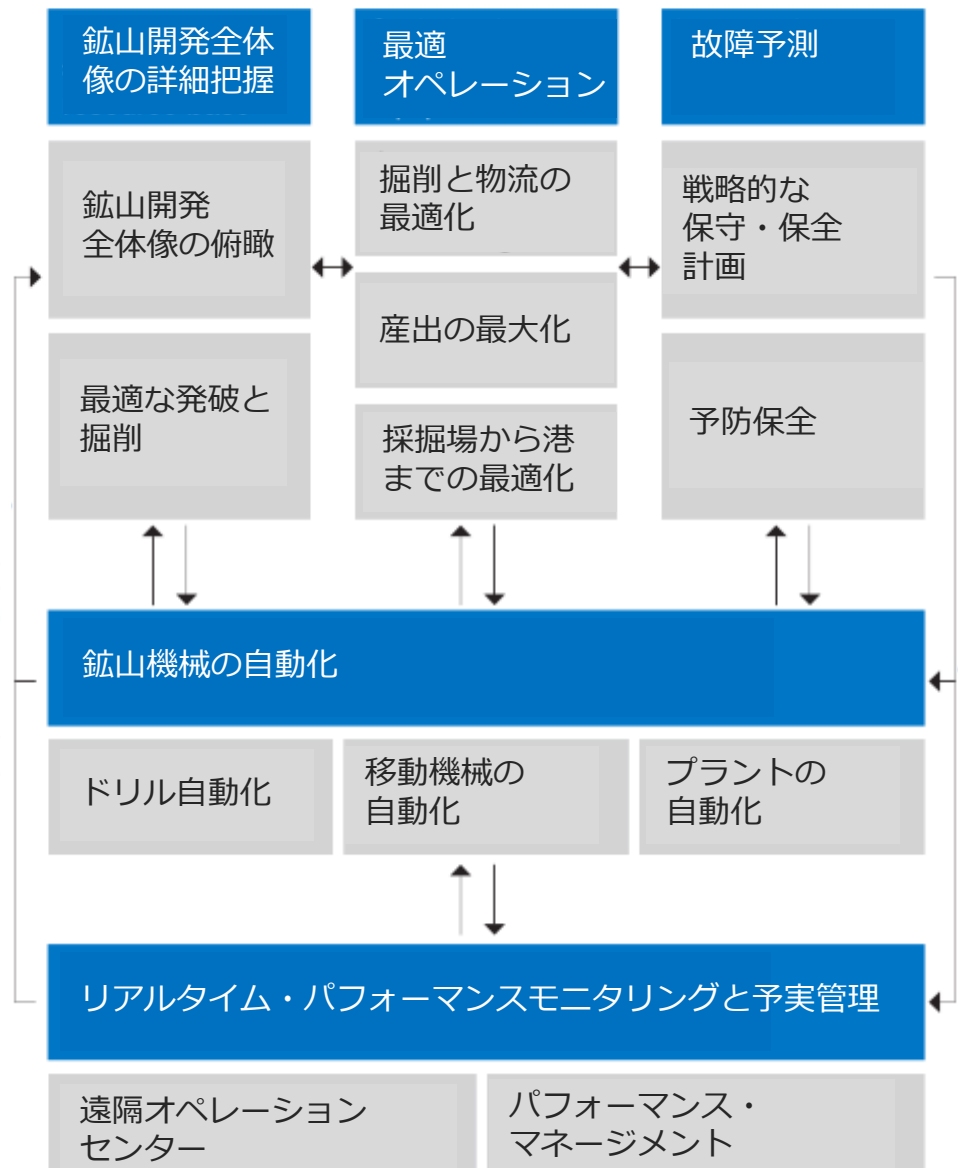 鉱山開発全体
像の詳細把握
最適
オペレーション
故障予測
鉱山開発
全体像の俯瞰
最適な発破と
掘削
掘削と物流の
最適化
産出の最大化
採掘場から港
までの最適化
戦略的な
保守・保全
計画
予防保全
鉱山機械の自動化
ドリル自動化
移動機械の
自動化
プラントの
自動化
リアルタイム・パフォーマンスモニタリングと予実管理
遠隔オペレーション
センター
パフォーマンス・
マネージメント